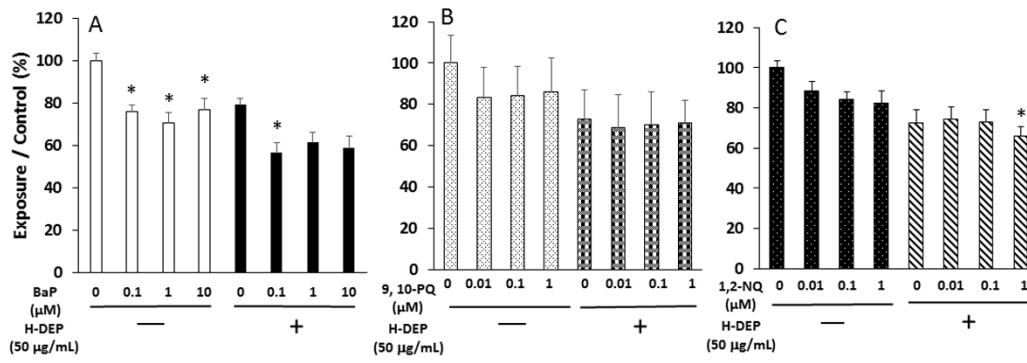 A
Exposure / Control (%)
120
100
80
60
40
20
0
*
*
*
*
BaP
(μM)
0 0.1 1 10 0 0.1 1 10
H-DEP
(50 μg/mL)
— +
B
120
100
80
60
40
20
0
9, 10-PQ
(μM)
0 0.01 0.1 1 0 0.01 0.1 1
H-DEP
(50 μg/mL)
— +
C
120
100
80
60
40
20
0
*
1,2-NQ
(μM)
0 0.01 0.1 1 0 0.01 0.1 1
H-DEP
(50 μg/mL)
— +